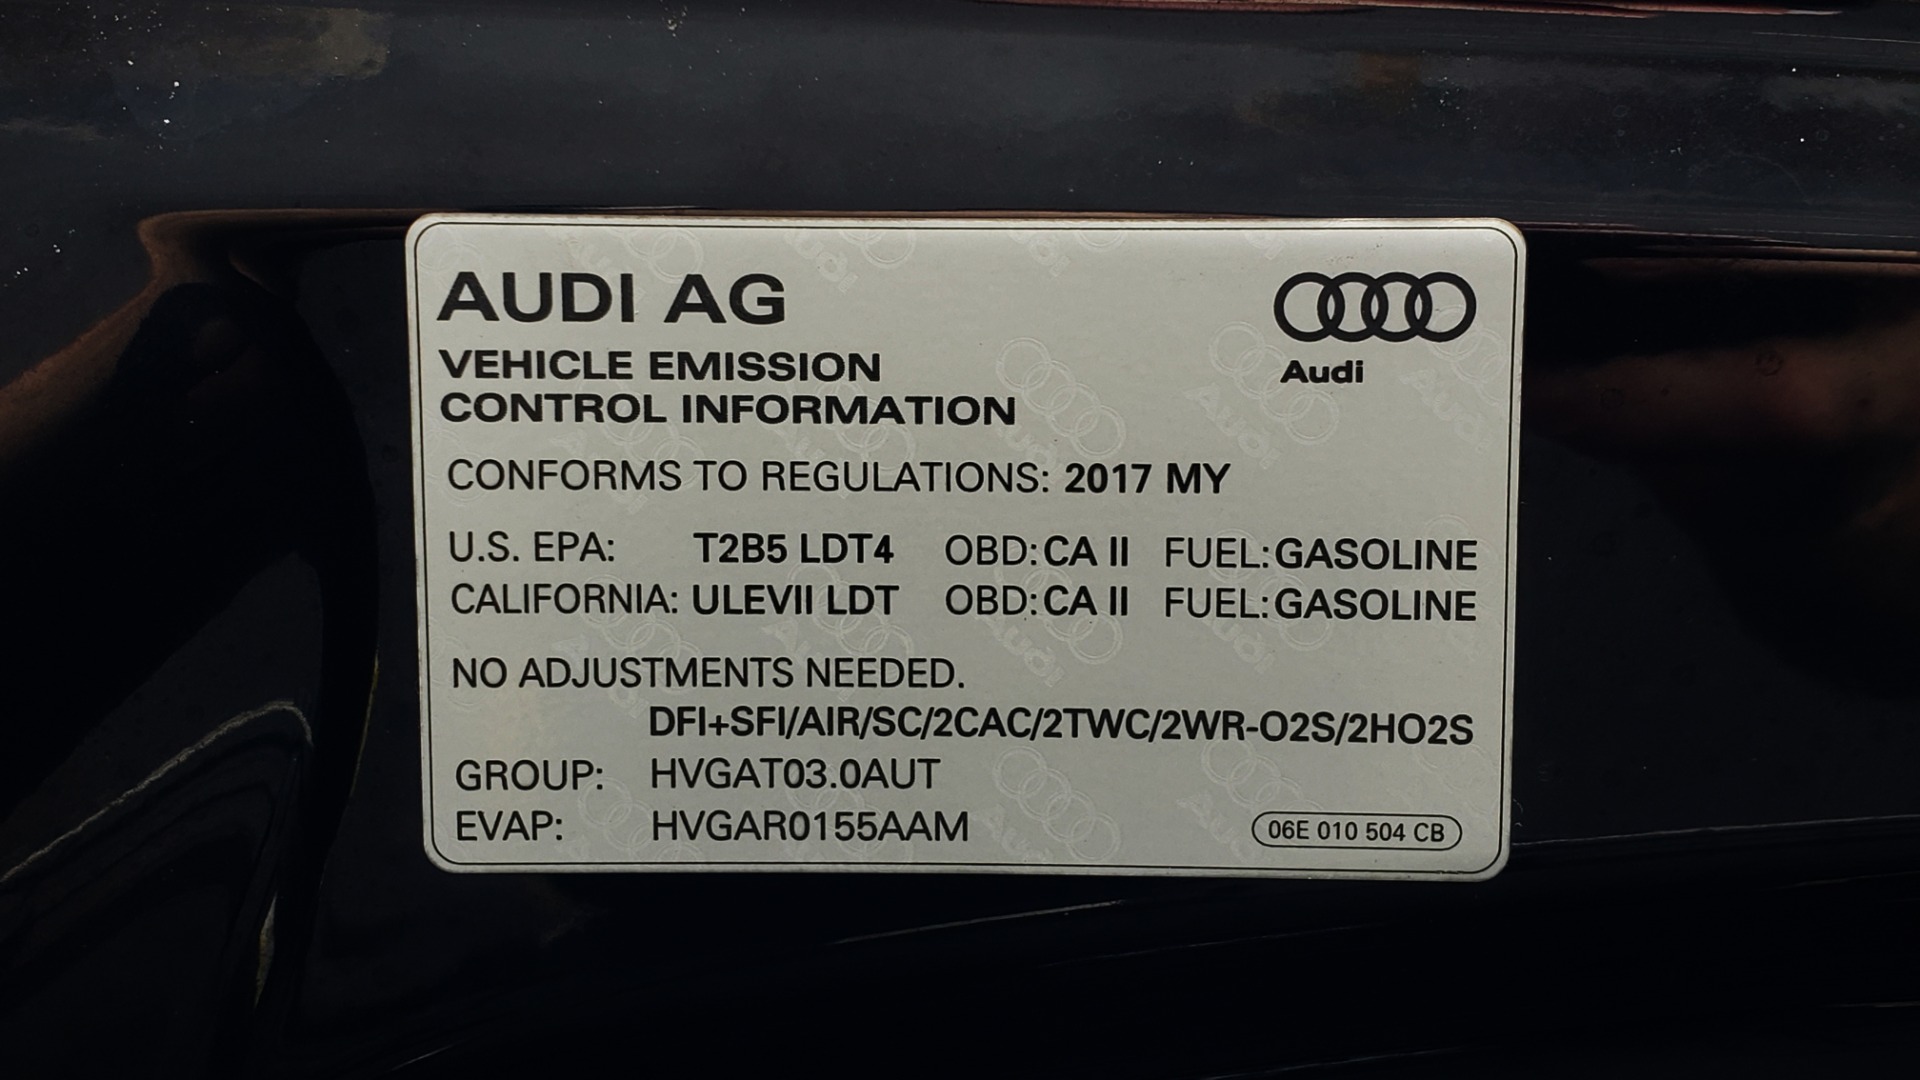 AUDI AG
Audi
VEHICLE EMISSION
CONTROL INFORMATION
CONFORMS TO REGULATIONS: 2017 MY
U.S. EPA: T2B5 LDT4 OBD: CA II FUEL: GASOLINE
CALIFORNIA: ULEVII LDT OBD: CA II FUEL: GASOLINE
NO ADJUSTMENTS NEEDED.
DFI+SFI/AIR/SC/2CAC/2TWC/2WR-O2S/2HO2S
GROUP: HVGAT03.0AUT
EVAP: HVGAR0155AAM
06E 010 504 CB